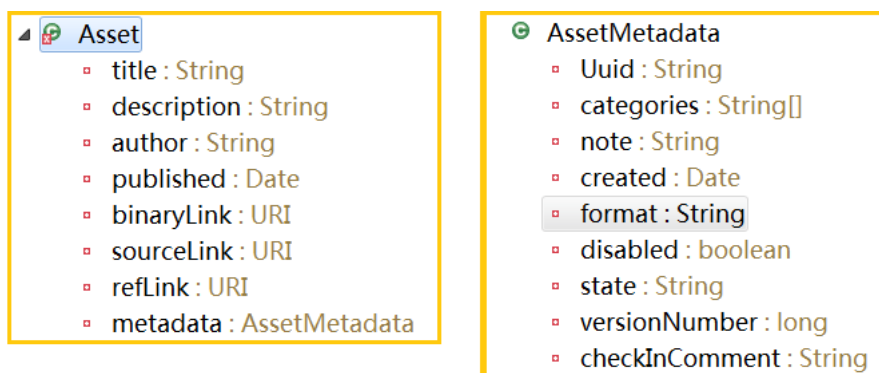 Asset
title : String
description : String
author : String
published : Date
binaryLink : URI
sourceLink : URI
refLink : URI
metadata : AssetMetadata
AssetMetadata
Uuid : String
categories : String[]
note : String
created : Date
format : String
disabled : boolean
state : String
versionNumber : long
checkInComment : String